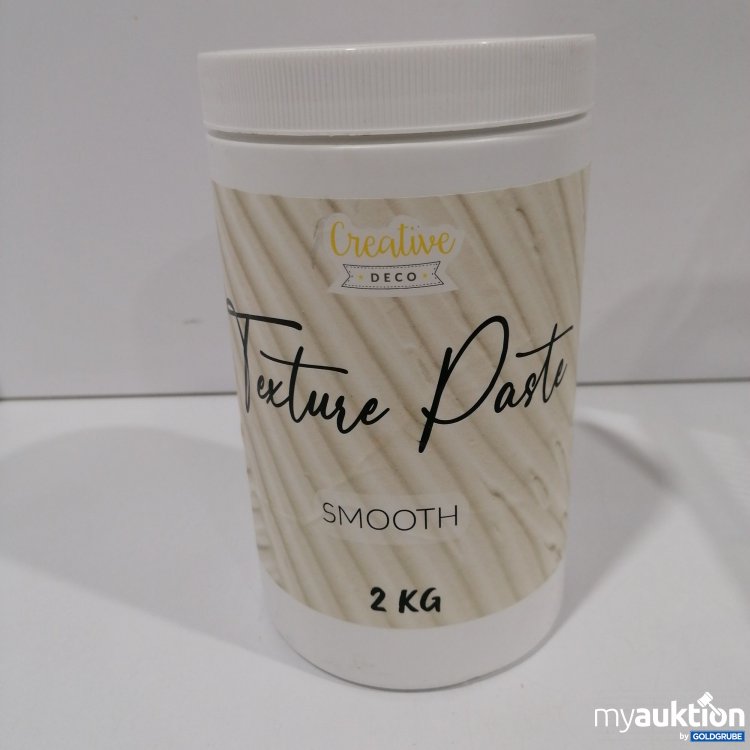 Creative
DECO
Texture Paste
SMOOTH
2 KG
myauktion
by GOLDGRUBE